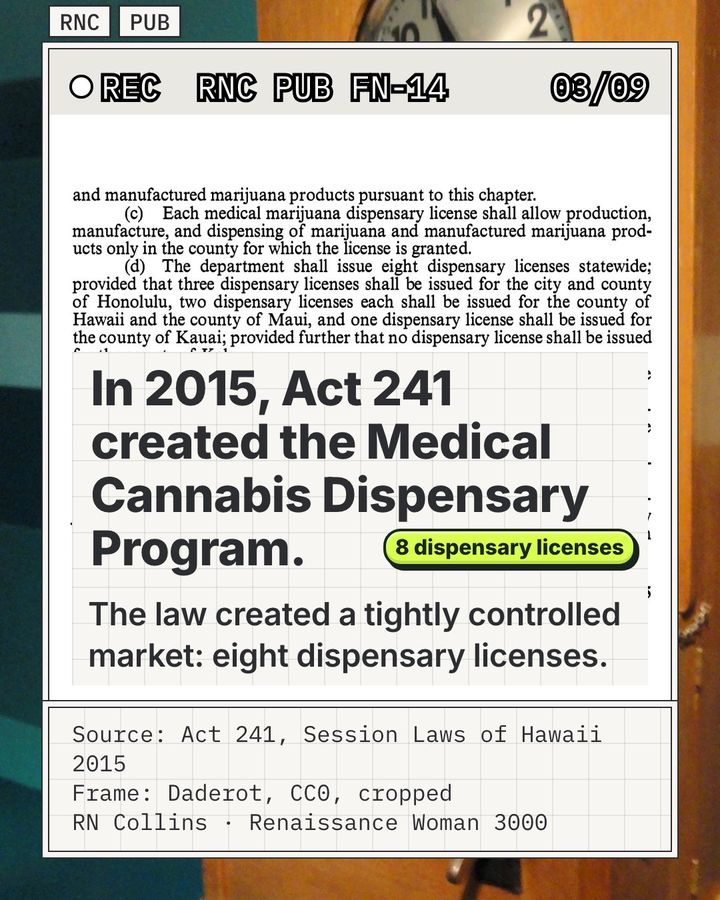 RNC PUB
REC RNC PUB FN-14 03/09
and manufactured marijuana products pursuant to this chapter.
(c) Each medical marijuana dispensary license shall allow production,
manufacture, and dispensing of marijuana and manufactured marijuana prod-
ucts only in the county for which the license is granted.
(d) The department shall issue eight dispensary licenses statewide;
provided that three dispensary licenses shall be issued for the city and county
of Honolulu, two dispensary licenses each shall be issued for the county of
Hawaii and the county of Maui, and one dispensary license shall be issued for
the county of Kauai; provided further that no dispensary license shall be issued
In 2015, Act 241
created the Medical
Cannabis Dispensary
Program.
8 dispensary licenses
The law created a tightly controlled
market: eight dispensary licenses.
Source: Act 241, Session Laws of Hawaii
2015
Frame: Daderot, CC0, cropped
RN Collins · Renaissance Woman 3000